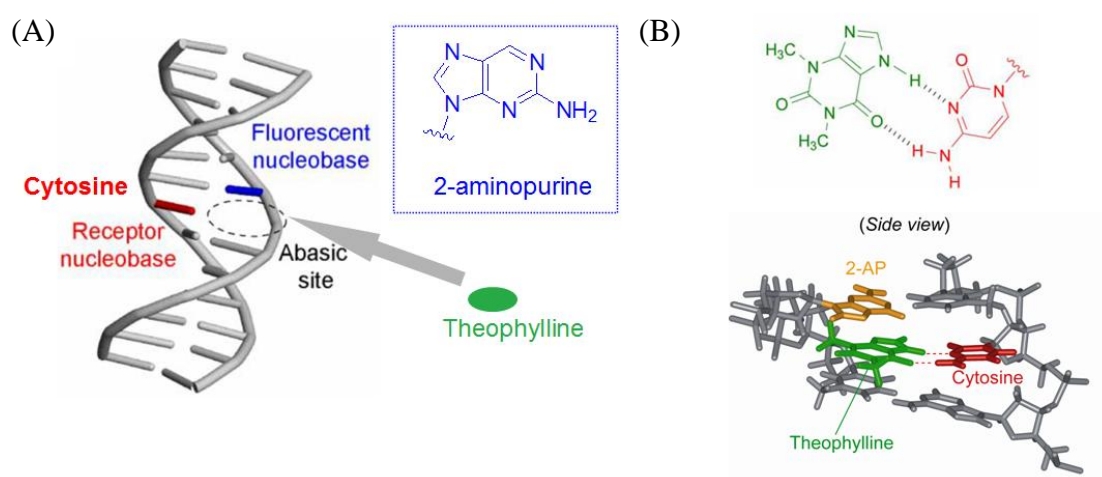 (A)
N
N
N
N
NH₂
2-aminopurine
Fluorescent
nucleobase
Cytosine
Receptor
nucleobase
Abasic
site
Theophylline
(B)
H₃C
N
N
H
O
N
N
O
N
N
O
O
H₃C
H
N
H
(Side view)
2-AP
Cytosine
Theophylline